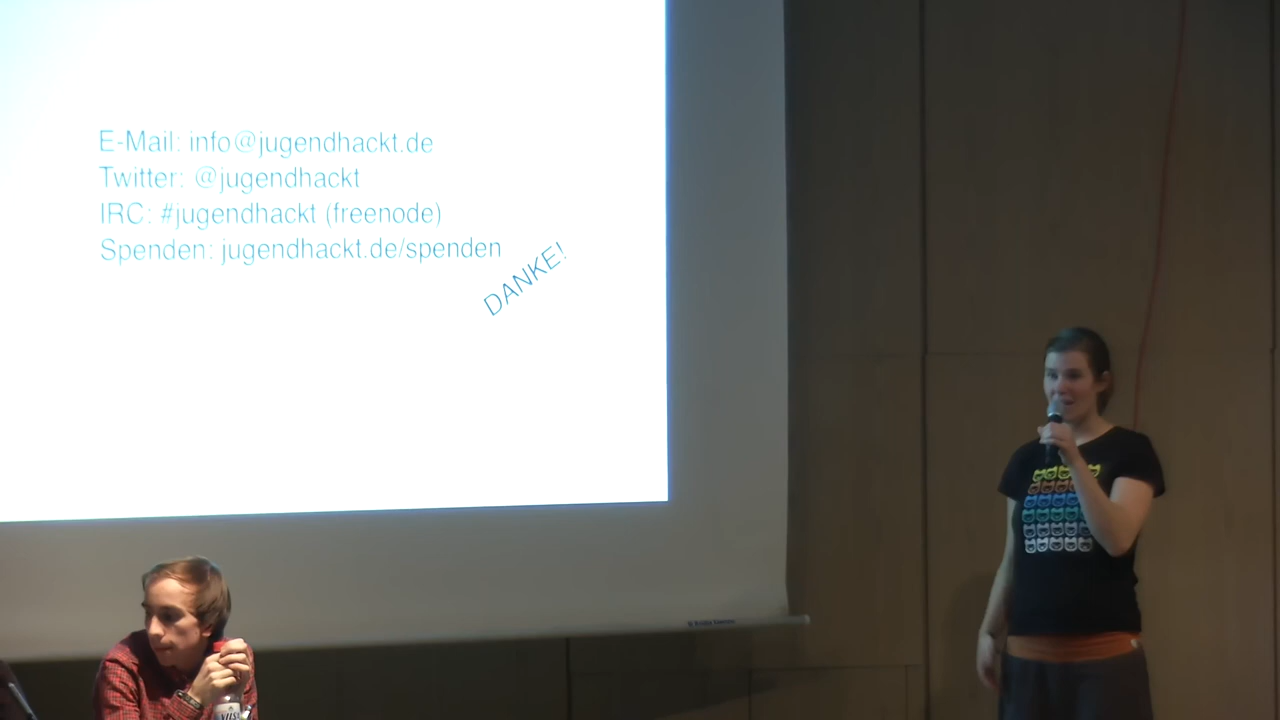 E-Mail: info@jugendhackt.de
Twitter: @jugendhackt
IRC: #jugendhackt (freenode)
Spenden: jugendhackt.de/spenden
DANKE!